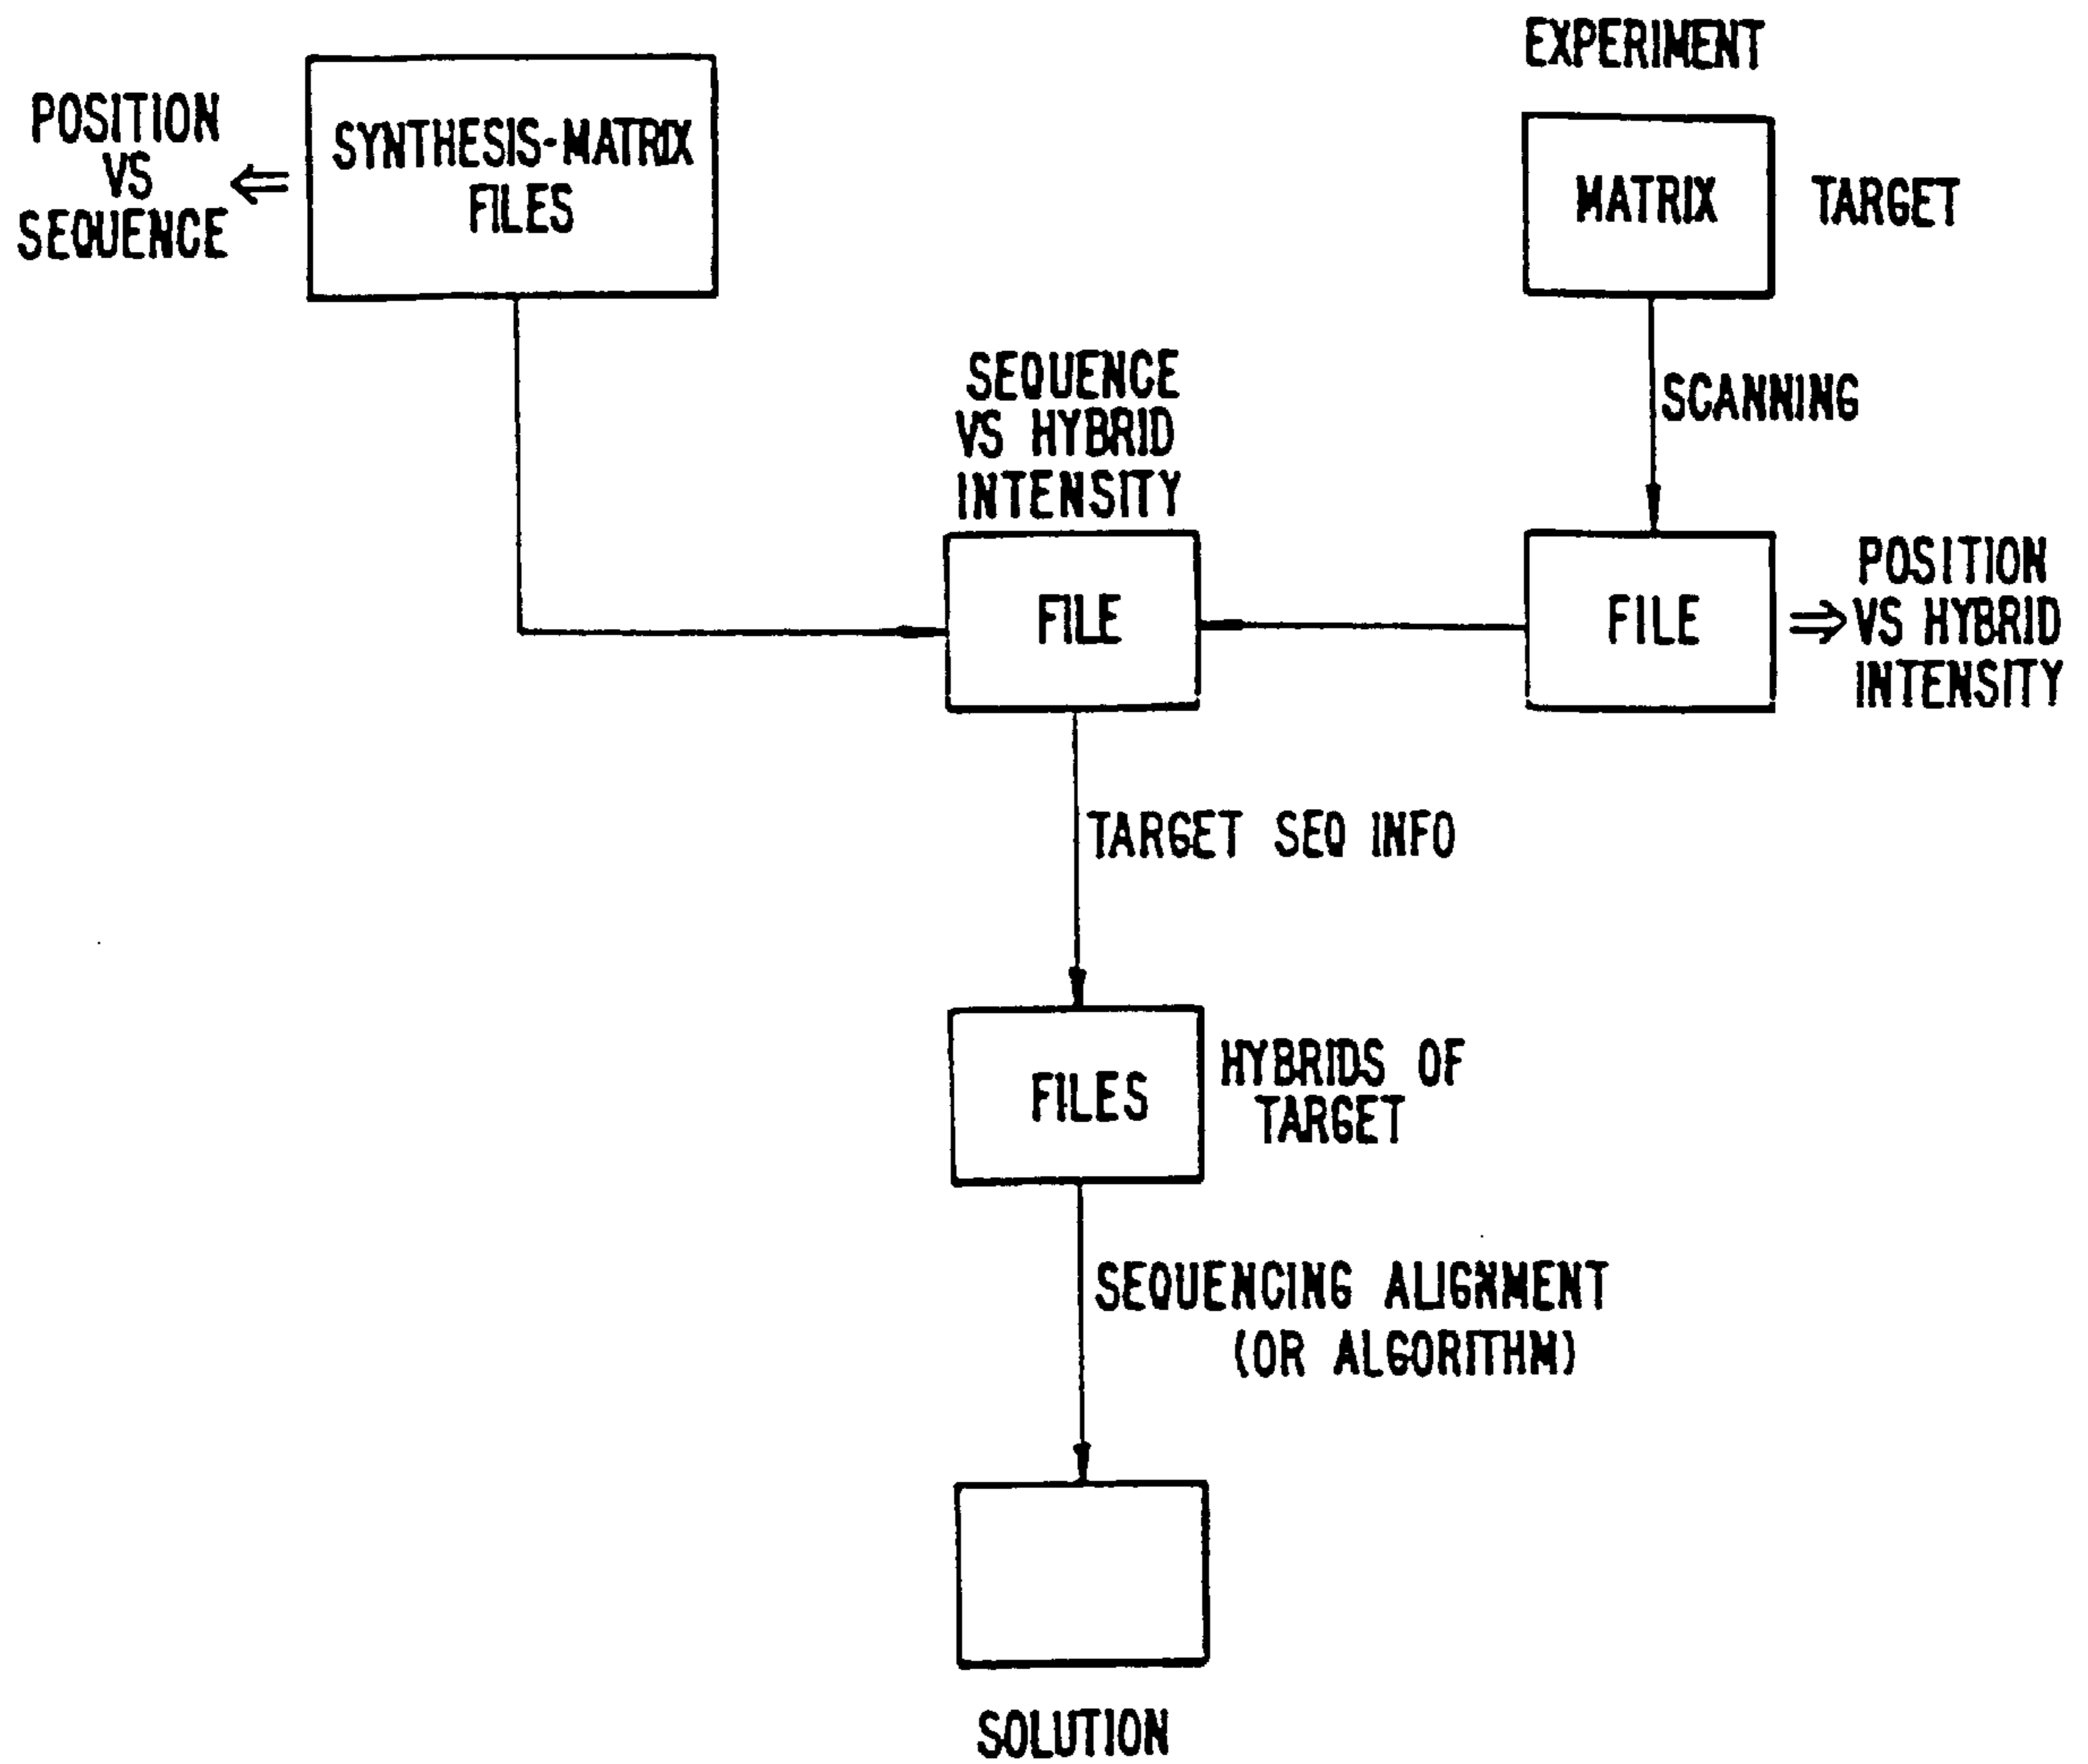 EXPERIMENT
POSITION
VS
SEQUENCE
SYNTHESIS-MATRIX
FILES
MATRIX
TARGET
SCANNING
SEQUENCE
VS HYBRID
INTENSITY
FILE
FILE
POSITION
VS HYBRID
INTENSITY
TARGET SEQ INFO
FILES
HYBRIDS OF
TARGET
SEQUENCING ALIGNMENT
(OR ALGORITHM)
SOLUTION